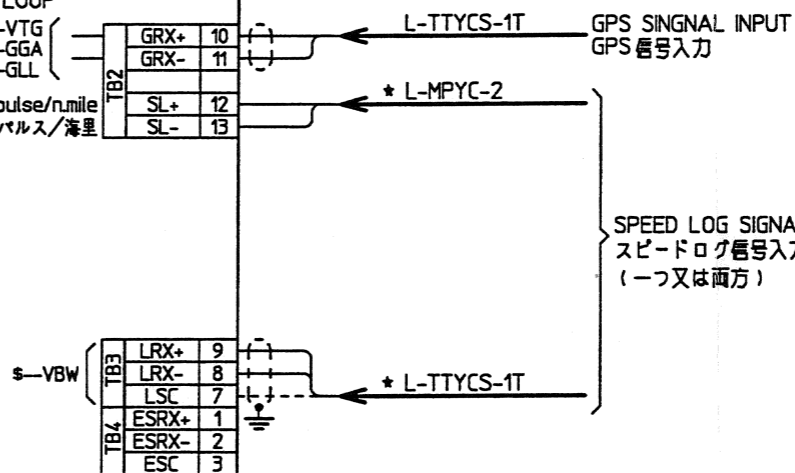 LOOP
-VTG
-GGA
-GLL
TB2
GRX+ 10
GRX- 11
SL+ 12
SL- 13
pulse/n.mile
パルス/海里
L-TTYCS-1T
GPS SINGNAL INPUT
GPS信号入力
* L-MPYC-2
SPEED LOG SIGNA
スピードログ信号入力
(一つ又は両方)
$--VBW
TB3
LRX+ 9
LRX- 8
LSC 7
* L-TTYCS-1T
TB4
ESRX+ 1
ESRX- 2
ESC 3